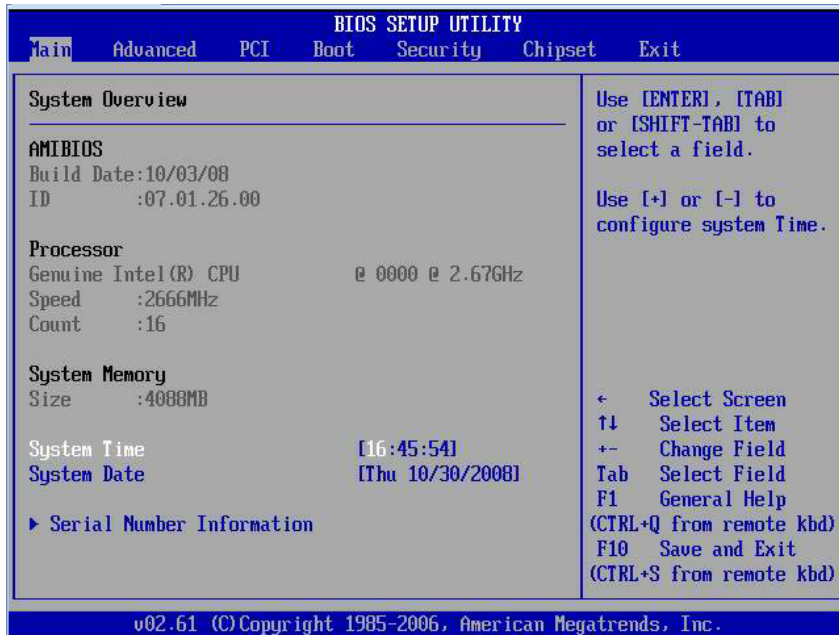 BIOS SETUP UTILITY
Main Advanced PCI Boot Security Chipset Exit
System Overview
AMIBIOS
Build Date:10/03/08
ID :07.01.26.00
Processor
Genuine Intel(R) CPU @ 0000 @ 2.67GHz
Speed :2666MHz
Count :16
System Memory
Size :4088MB
System Time [16:45:54]
System Date [Thu 10/30/2008]
Serial Number Information
Use [ENTER], [TAB]
or [SHIFT-TAB] to
select a field.
Use [+] or [-] to
configure system Time.
← Select Screen
↑↓ Select Item
+- Change Field
Tab Select Field
F1 General Help
(CTRL+Q from remote kbd)
F10 Save and Exit
(CTRL+S from remote kbd)
v02.61 (C)Copyright 1985-2006, American Megatrends, Inc.